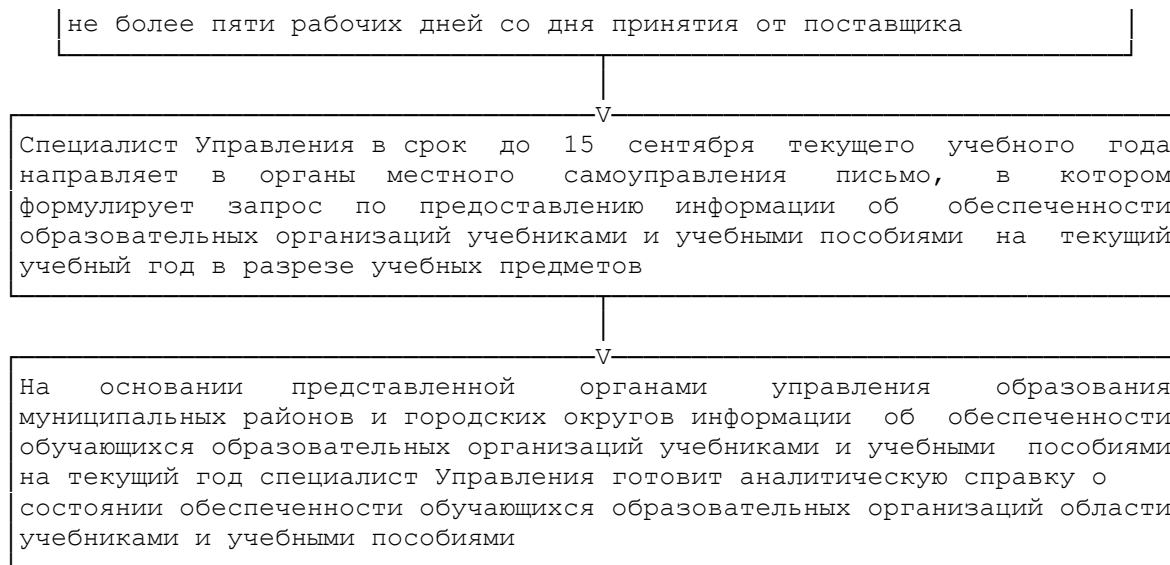 не более пяти рабочих дней со дня принятия от поставщика
V
Специалист Управления в срок до 15 сентября текущего учебного года
направляет в органы местного самоуправления письмо, в котором
формулирует запрос по предоставлению информации об обеспеченности
образовательных организаций учебниками и учебными пособиями на текущий
учебный год в разрезе учебных предметов
V
На основании представленной органами управления образования
муниципальных районов и городских округов информации об обеспеченности
обучающихся образовательных организаций учебниками и учебными пособиями
на текущий год специалист Управления готовит аналитическую справку о
состоянии обеспеченности обучающихся образовательных организаций области
учебниками и учебными пособиями